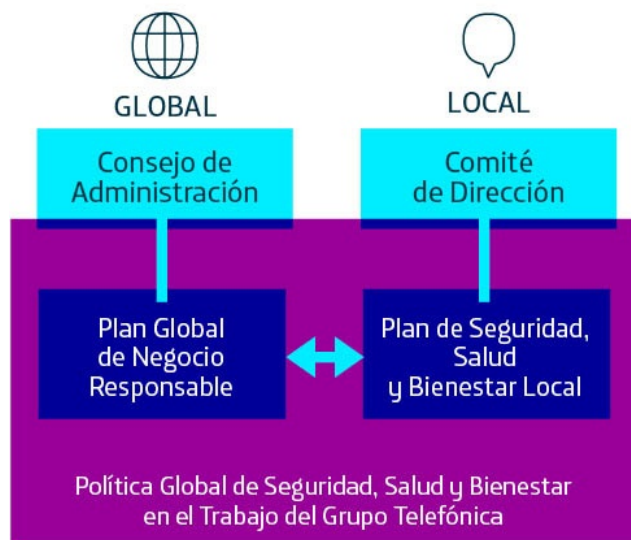 GLOBAL
LOCAL
Consejo de
Administración
Comité
de Dirección
Plan Global
de Negocio
Responsable
Plan de Seguridad,
Salud
y Bienestar Local
Política Global de Seguridad, Salud y Bienestar
en el Trabajo del Grupo Telefónica